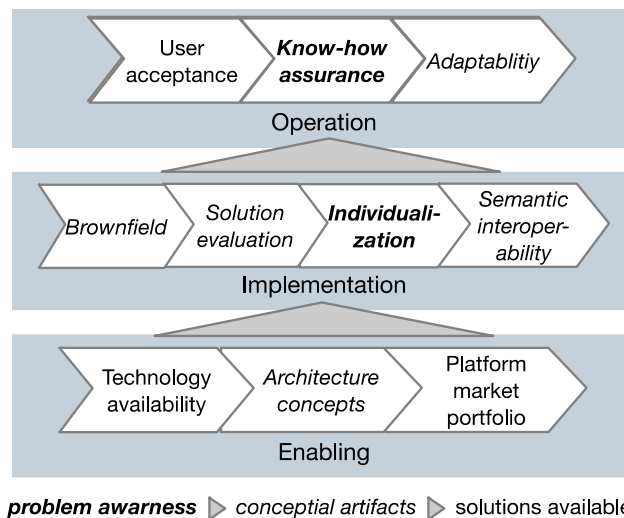 User
acceptance
Know-how
assurance
Adaptablitiy
Operation
Brownfield
Solution
evaluation
Individuali-
zation
Semantic
interoper-
ability
Implementation
Technology
availability
Architecture
concepts
Platform
market
portfolio
Enabling
problem awarness conceptial artifacts solutions available